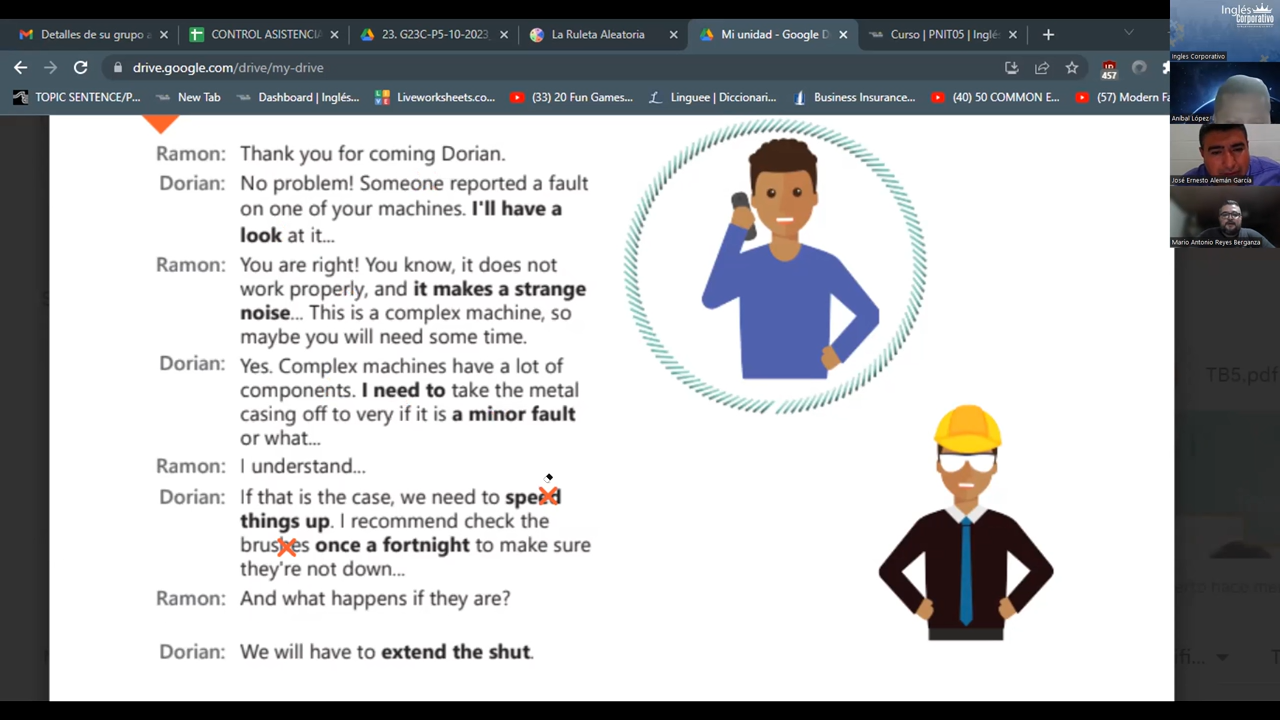 Detalles de su grupo a
CONTROL ASISTENCIA
23. G23C-P5-10-2023_
La Ruleta Aleatoria
Mi unidad - Google D
Curso | PNIT05 | Inglé
Inglés
Corporativo
Ingles Corporativo
drive.google.com/drive/my-drive
457
TOPIC SENTENCE/P...
New Tab
Dashboard | Inglés...
Liveworksheets.co...
(33) 20 Fun Games...
Linguee | Diccionari...
Business Insurance...
(40) 50 COMMON E...
(57) Modern Fa
Aníbal López
José Ernesto Alemán García
Mario Antonio Reyes Berganza
Ramon: Thank you for coming Dorian.
Dorian: No problem! Someone reported a fault
on one of your machines. I'll have a
look at it...
Ramon: You are right! You know, it does not
work properly, and it makes a strange
noise... This is a complex machine, so
maybe you will need some time.
Dorian: Yes. Complex machines have a lot of
components. I need to take the metal
casing off to very if it is a minor fault
or what...
Ramon: I understand...
Dorian: If that is the case, we need to speed
things up. I recommend check the
brushes once a fortnight to make sure
they're not down...
Ramon: And what happens if they are?
Dorian: We will have to extend the shut.
TB5.pdf